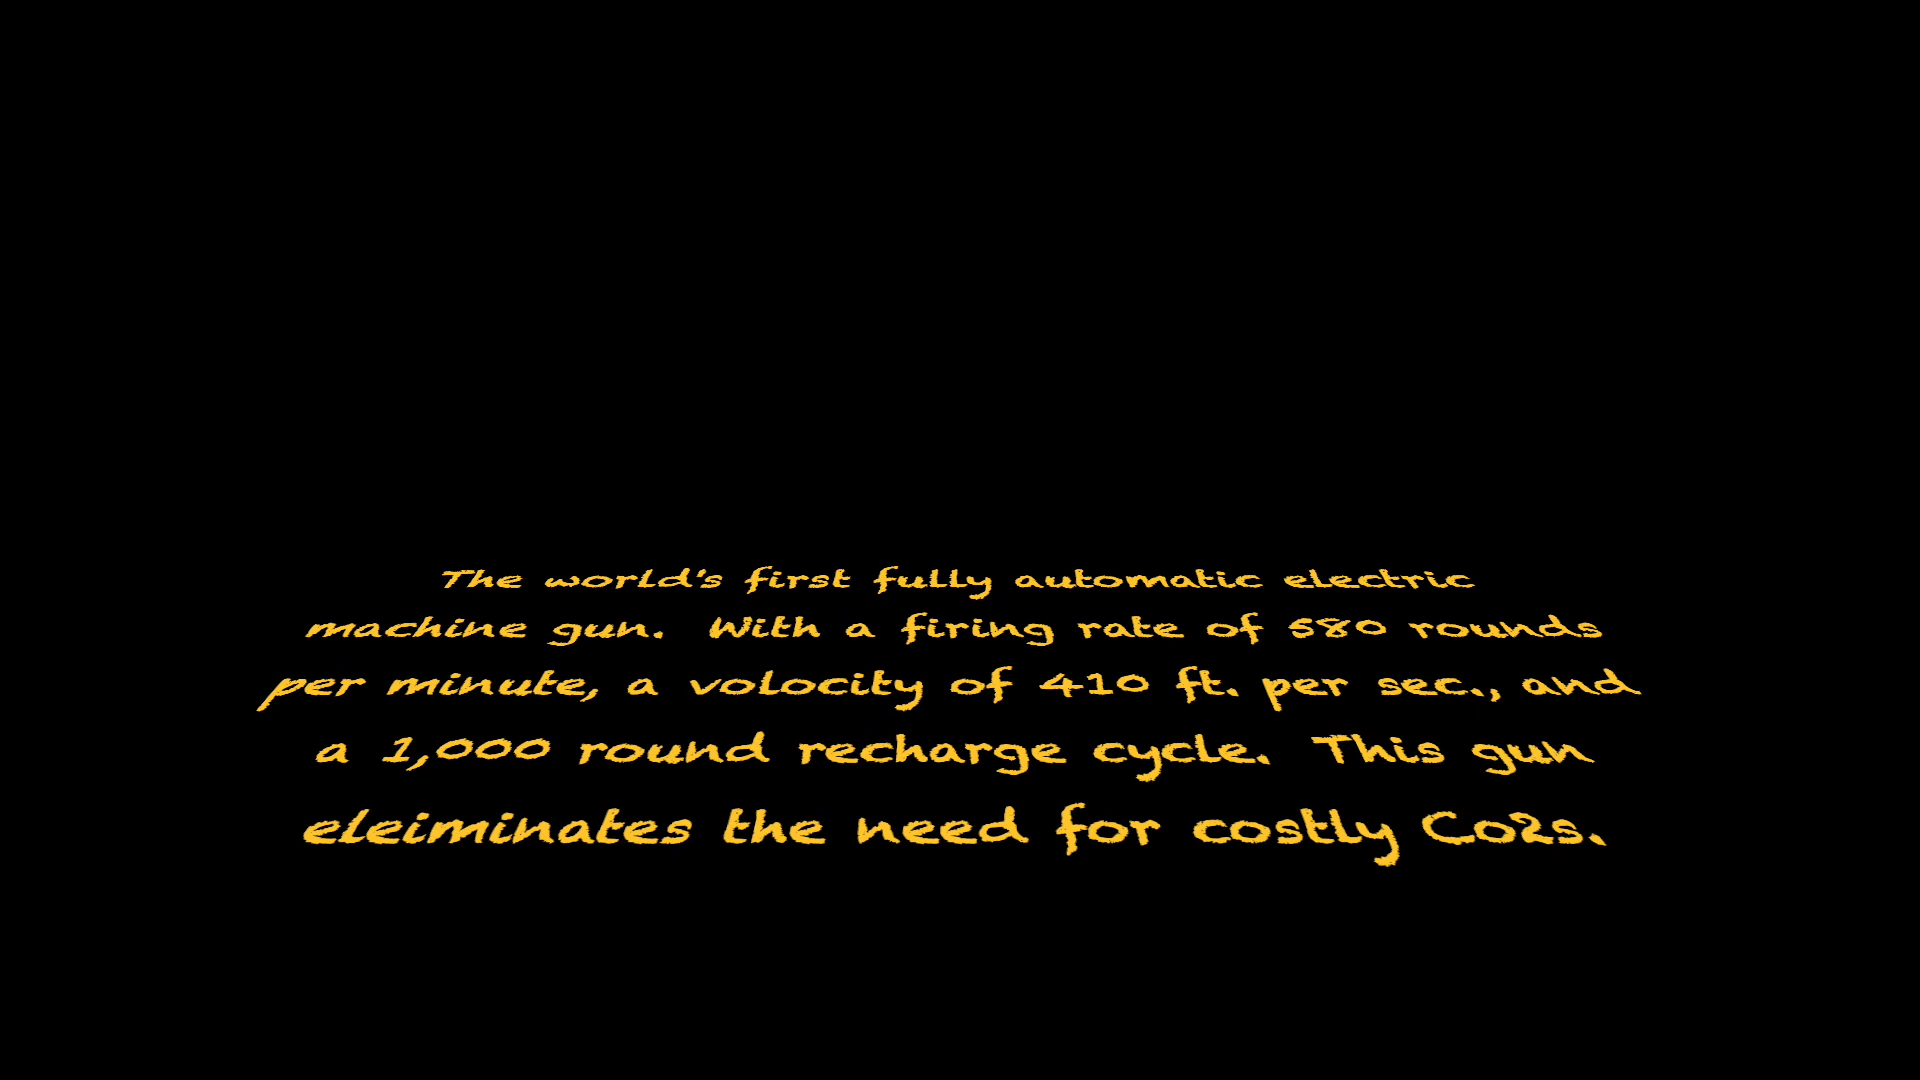 The world's first fully automatic electric
machine gun.  With a firing rate of 580 rounds
per minute, a volocity of 410 ft. per sec., and
a 1,000 round recharge cycle.  This gun
eleiminates the need for costly Co2s.